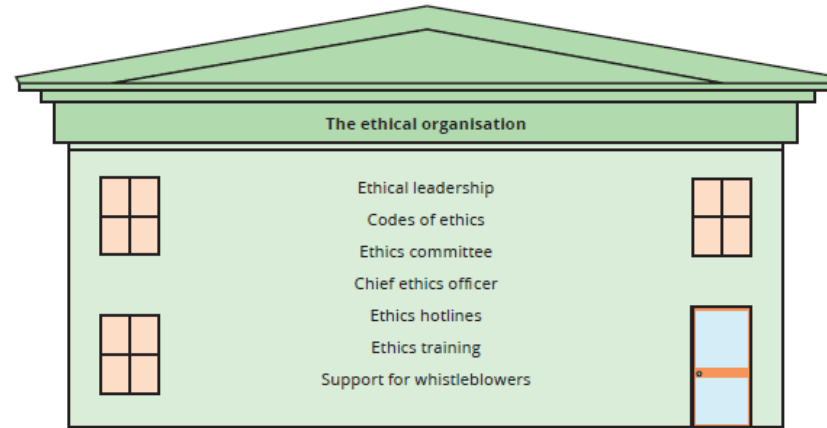 The ethical organisation
Ethical leadership
Codes of ethics
Ethics committee
Chief ethics officer
Ethics hotlines
Ethics training
Support for whistleblowers